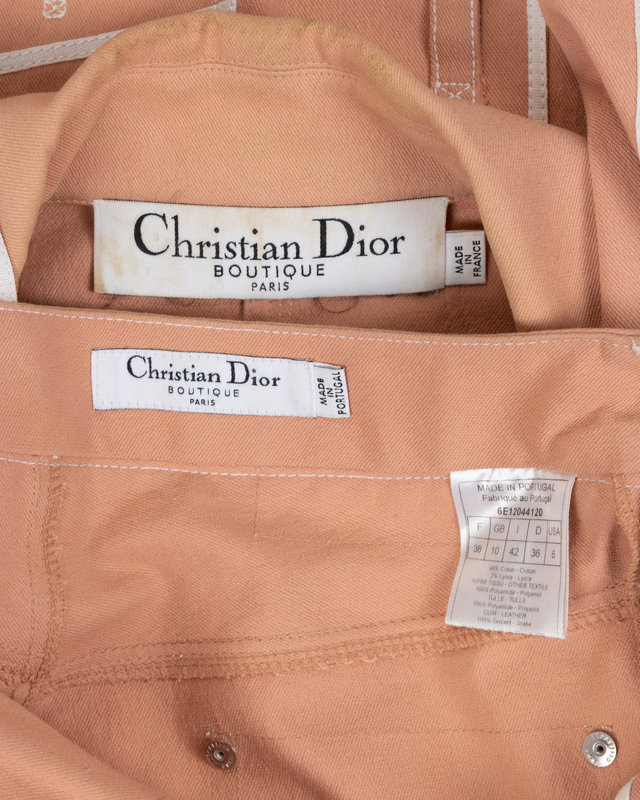 Christian Dior
BOUTIQUE
PARIS
MADE
IN
FRANCE
Christian Dior
BOUTIQUE
PARIS
MADE
IN
PORTUGAL
MADE IN PORTUGAL
Fabriqué au Portugal
6E12044120
F GB I D USA
38 10 42 36 6
98% Coton - Cotton
2% Lycra - Lycra
AUTRE TISSU - OTHER TEXTILE
100% Polyamide - Polyamid
TULLE - TULLE
100% Polyamide - Polyamid
CUIR - LEATHER
100% Serpent - Snake